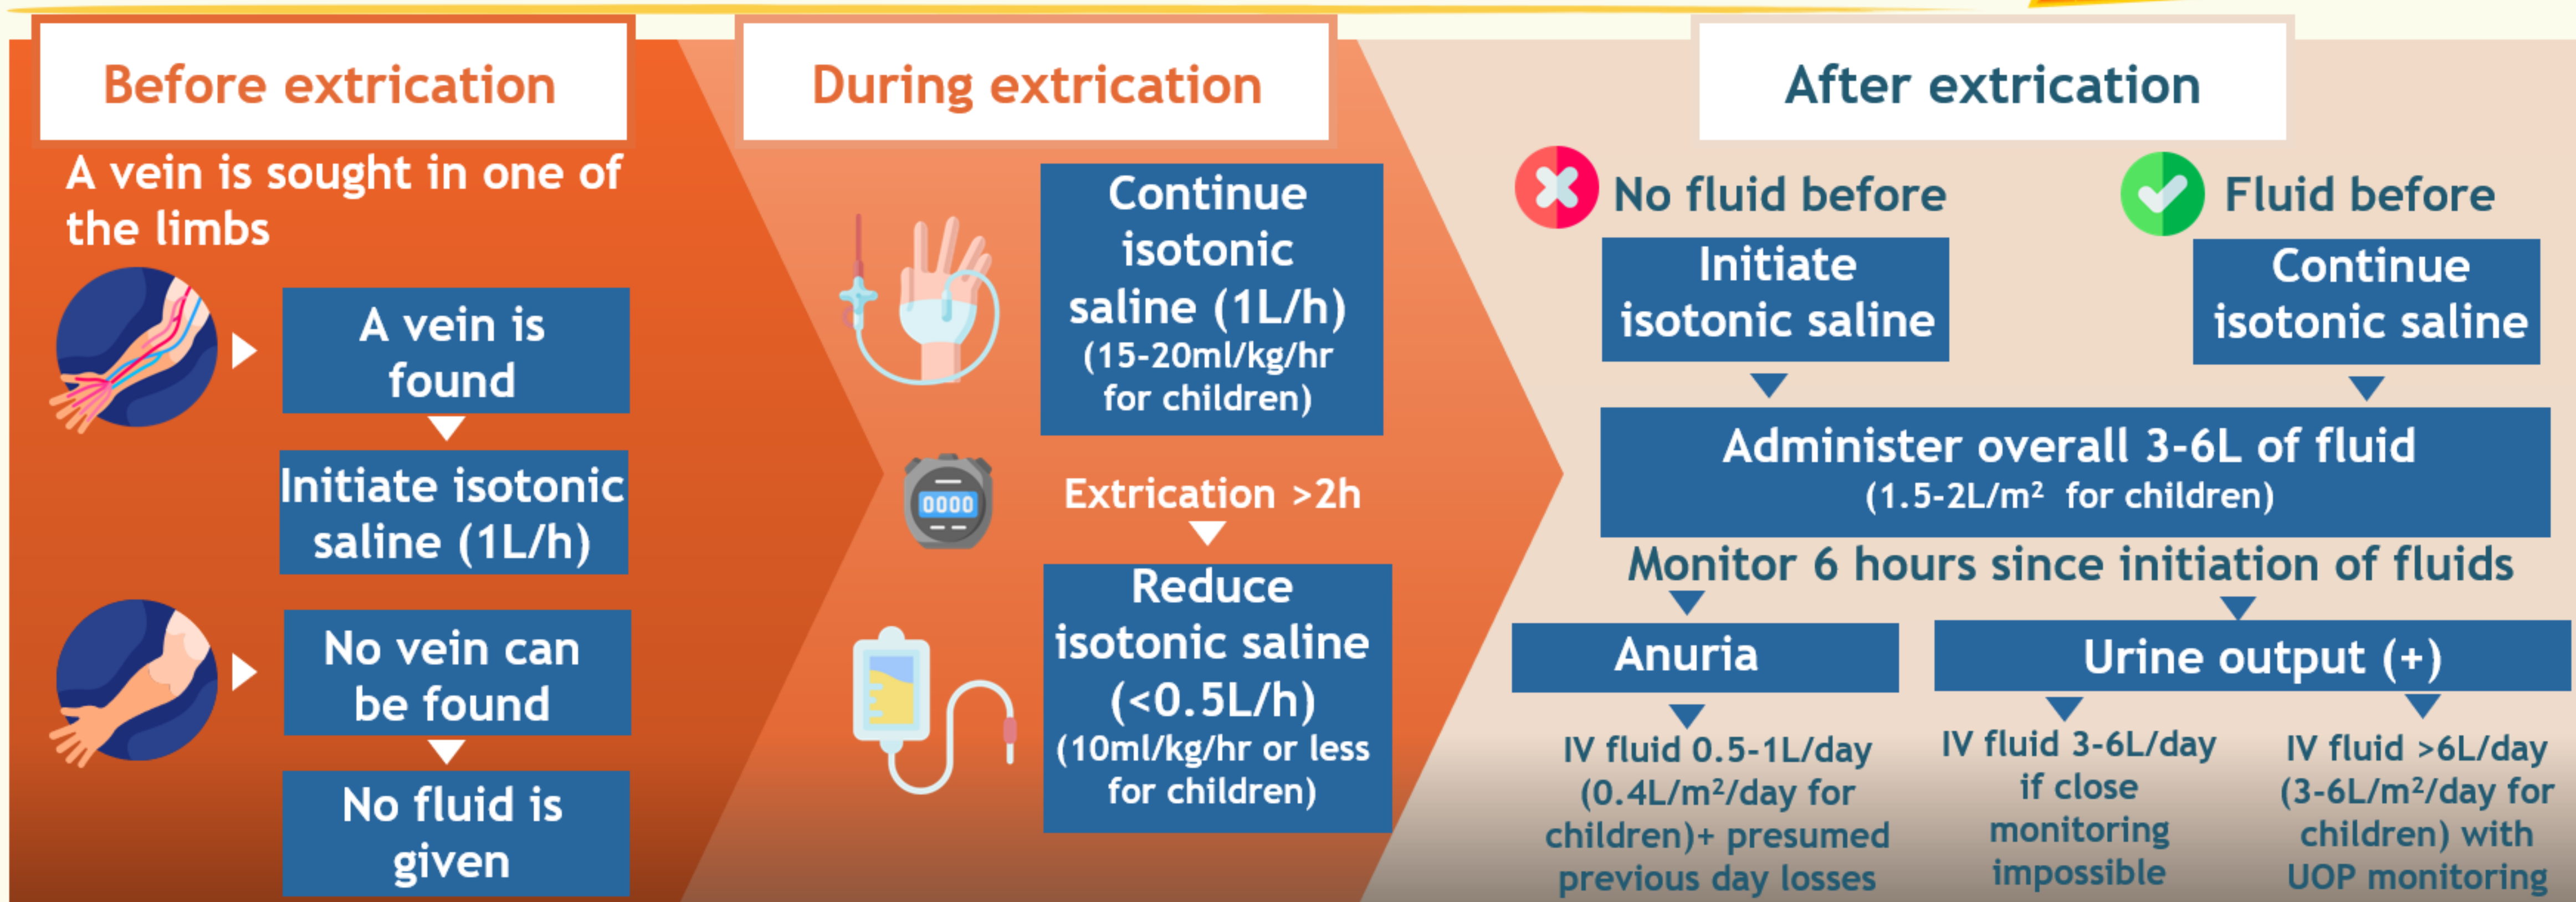 Before extrication
A vein is sought in one of
the limbs
A vein is
found
Initiate isotonic
saline (1L/h)
No vein can
be found
No fluid is
given
During extrication
Continue
isotonic
saline (1L/h)
(15-20ml/kg/hr
for children)
0000
Extrication >2h
Reduce
isotonic saline
(<0.5L/h)
(10ml/kg/hr or less
for children)
After extrication
No fluid before
Initiate
isotonic saline
Fluid before
Continue
isotonic saline
Administer overall 3-6L of fluid
(1.5-2L/m² for children)
Monitor 6 hours since initiation of fluids
Anuria
IV fluid 0.5-1L/day
(0.4L/m²/day for
children)+ presumed
previous day losses
Urine output (+)
IV fluid 3-6L/day
if close
monitoring
impossible
IV fluid >6L/day
(3-6L/m²/day for
children) with
UOP monitoring